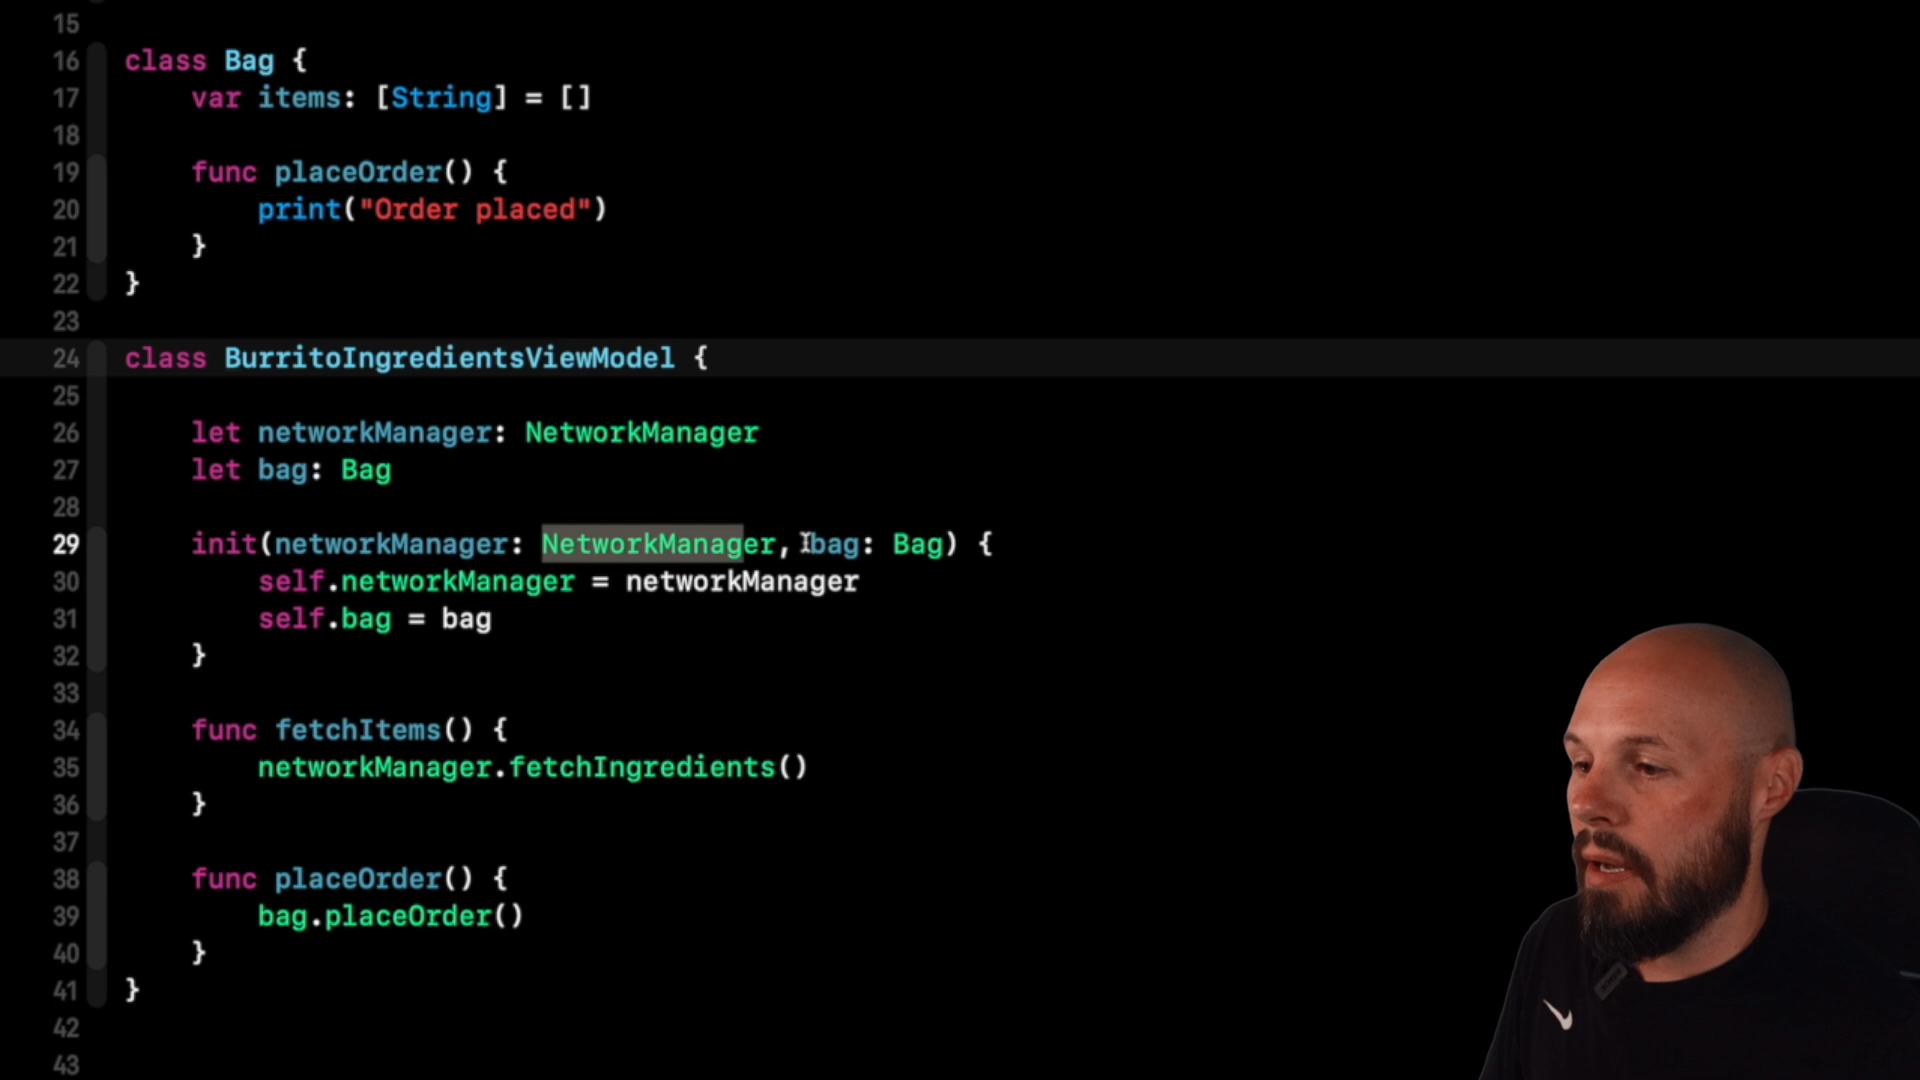 15
16 class Bag {
17 var items: [String] = []
18
19 func placeOrder() {
20 print("Order placed")
21 }
22 }
23
24 class BurritoIngredientsViewModel {
25
26 let networkManager: NetworkManager
27 let bag: Bag
28
29 init(networkManager: NetworkManager, bag: Bag) {
30 self.networkManager = networkManager
31 self.bag = bag
32 }
33
34 func fetchItems() {
35 networkManager.fetchIngredients()
36 }
37
38 func placeOrder() {
39 bag.placeOrder()
40 }
41 }
42
43